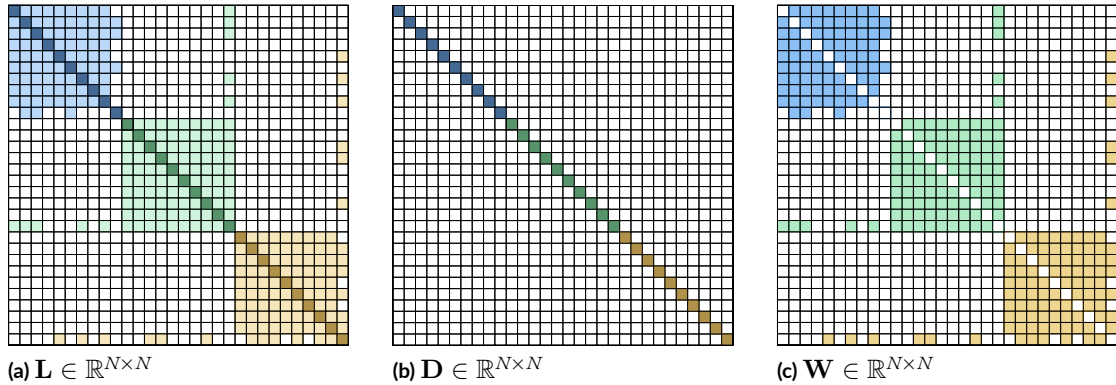 (a) L ∈ ℝ^{N×N}
(b) D ∈ ℝ^{N×N}
(c) W ∈ ℝ^{N×N}